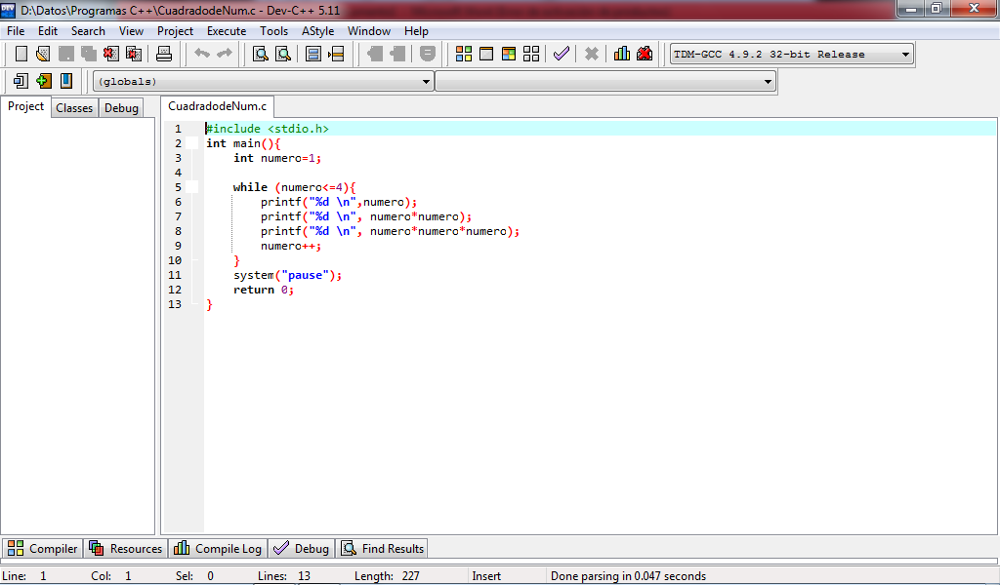 D:\Datos\Programas C++\CuadradodeNum.c - Dev-C++ 5.11
File Edit Search View Project Execute Tools AStyle Window Help
TDM-GCC 4.9.2 32-bit Release
(globals)
Project Classes Debug
CuadradodeNum.c
1 #include <stdio.h>
2 int main(){
3     int numero=1;
4
5     while (numero<=4){
6         printf("%d \n",numero);
7         printf("%d \n", numero*numero);
8         printf("%d \n", numero*numero*numero);
9         numero++;
10     }
11     system("pause");
12     return 0;
13 }
Compiler Resources Compile Log Debug Find Results
Line: 1 Col: 1 Sel: 0 Lines: 13 Length: 227 Insert Done parsing in 0.047 seconds